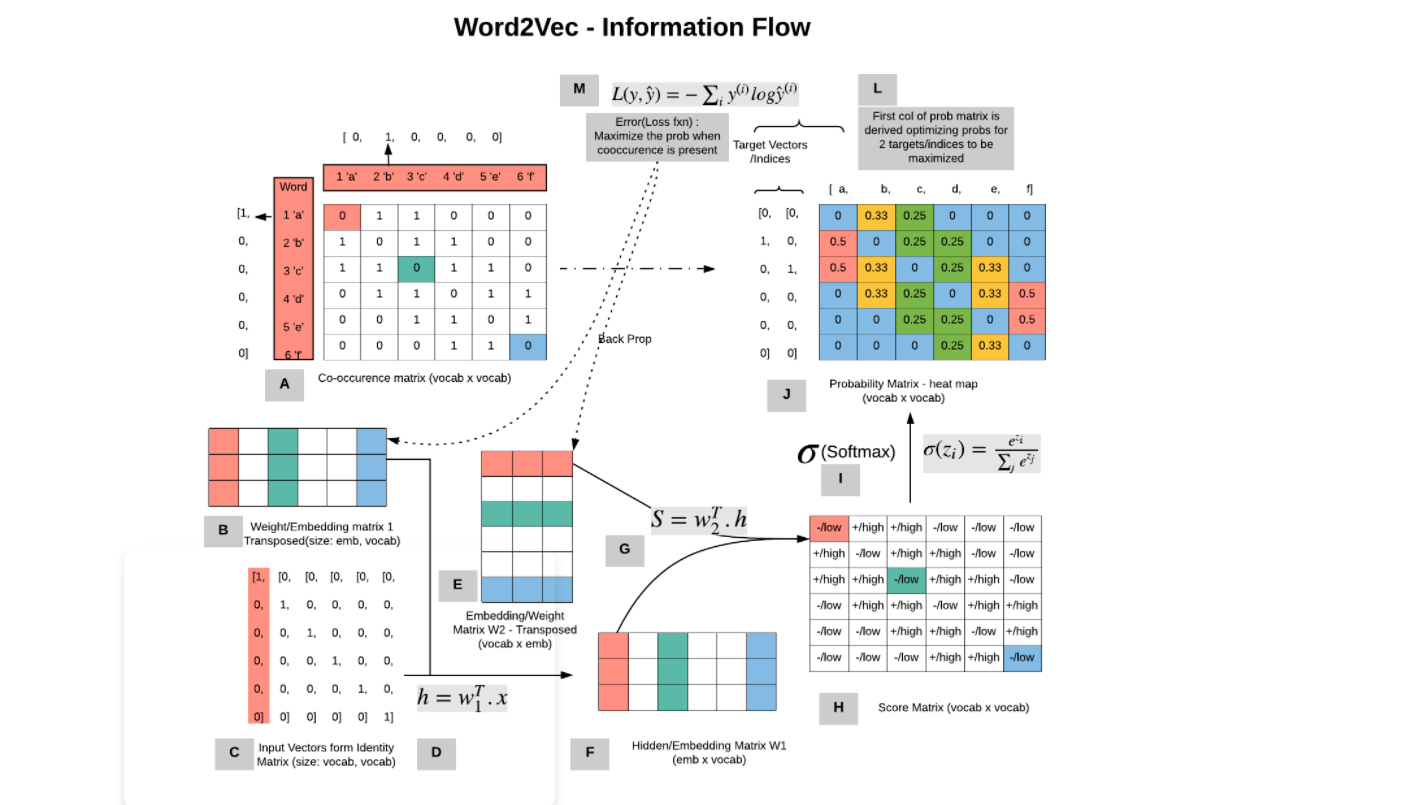 Word2Vec - Information Flow
M
L(y, ŷ) = − ∑ᵢ y⁽ⁱ⁾ log ŷ⁽ⁱ⁾
L
Error(Loss fxn) :
Maximize the prob when
cooccurence is present
Target Vectors
/Indices
First col of prob matrix is
derived optimizing probs for
2 targets/indices to be
maximized
[ 0, 1, 0, 0, 0, 0]
Word 1 'a' 2 'b' 3 'c' 4 'd' 5 'e' 6 'f'
[1, 1 'a' 0 1 1 0 0 0
0, 2 'b' 1 0 1 1 0 0
0, 3 'c' 1 1 0 1 1 0
0, 4 'd' 0 1 1 0 1 1
0, 5 'e' 0 0 1 1 0 1
0] 6 'f' 0 0 0 1 1 0
A
Co-occurence matrix (vocab x vocab)
Back Prop
[ a, b, c, d, e, f]
[0, [0, 0 0.33 0.25 0 0 0
1, 0, 0.5 0 0.25 0.25 0 0
0, 1, 0.5 0.33 0 0.25 0.33 0
0, 0, 0 0.33 0.25 0 0.33 0.5
0, 0, 0 0 0.25 0.25 0 0.5
0] 0] 0 0 0 0.25 0.33 0
J
Probability Matrix - heat map
(vocab x vocab)
σ (Softmax)
I
σ(zᵢ) = e^{zᵢ} / ∑ⱼ e^{zⱼ}
B
Weight/Embedding matrix 1
Transposed(size: emb, vocab)
[1, [0, [0, [0, [0, [0,
0, 1, 0, 0, 0, 0,
0, 0, 1, 0, 0, 0,
0, 0, 0, 1, 0, 0,
0, 0, 0, 0, 1, 0,
0] 0] 0] 0] 0] 1]
C
Input Vectors form Identity
Matrix (size: vocab, vocab)
D
h = w₁ᵀ . x
E
Embedding/Weight
Matrix W2 - Transposed
(vocab x emb)
F
Hidden/Embedding Matrix W1
(emb x vocab)
G
S = w₂ᵀ . h
-/low +/high +/high -/low -/low -/low
+/high -/low +/high +/high -/low -/low
+/high +/high -/low +/high +/high -/low
-/low +/high +/high -/low +/high +/high
-/low -/low +/high +/high -/low +/high
-/low -/low -/low +/high +/high -/low
H
Score Matrix (vocab x vocab)